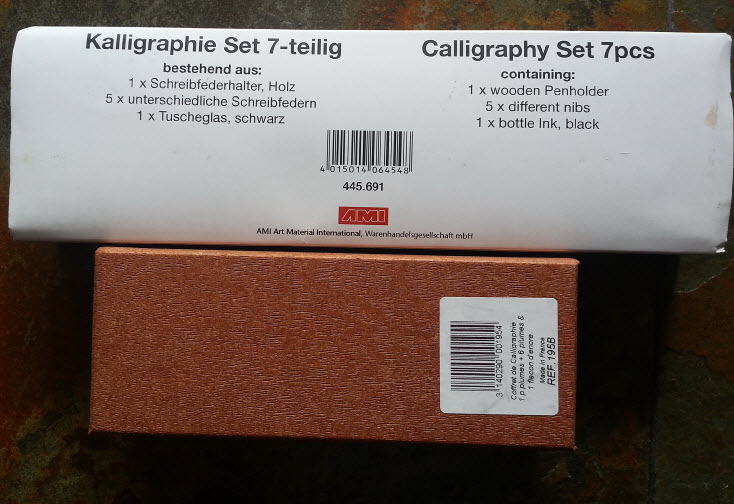 Kalligraphie Set 7-teilig
bestehend aus:
1 x Schreibfederhalter, Holz
5 x unterschiedliche Schreibfedern
1 x Tuscheglas, schwarz
Calligraphy Set 7pcs
containing:
1 x wooden Penholder
5 x different nibs
1 x bottle Ink, black
4 015014 064548
445.691
AMI
AMI Art Material International, Warenhandelsgesellschaft mbH
3 140290 001954
Coffret de Calligraphie
1 p.plumes + 6 plumes &
1 flacon d'encre
Made in France
REF. 195B